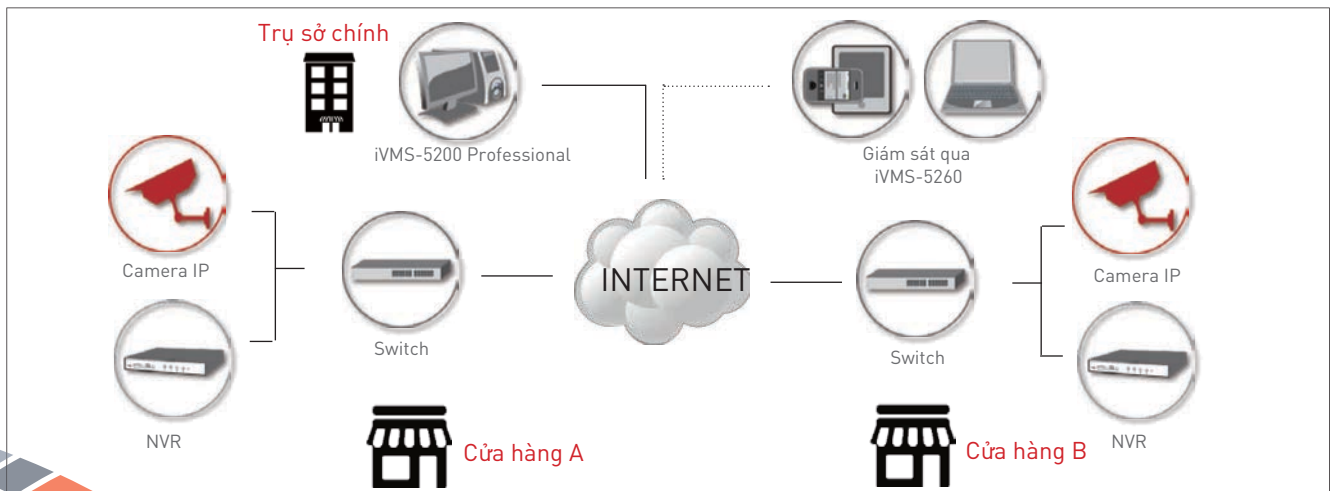 Trụ sở chính
iVMS-5200 Professional
Giám sát qua
iVMS-5260
Camera IP
Switch
INTERNET
Switch
Camera IP
NVR
Cửa hàng A
Cửa hàng B
NVR